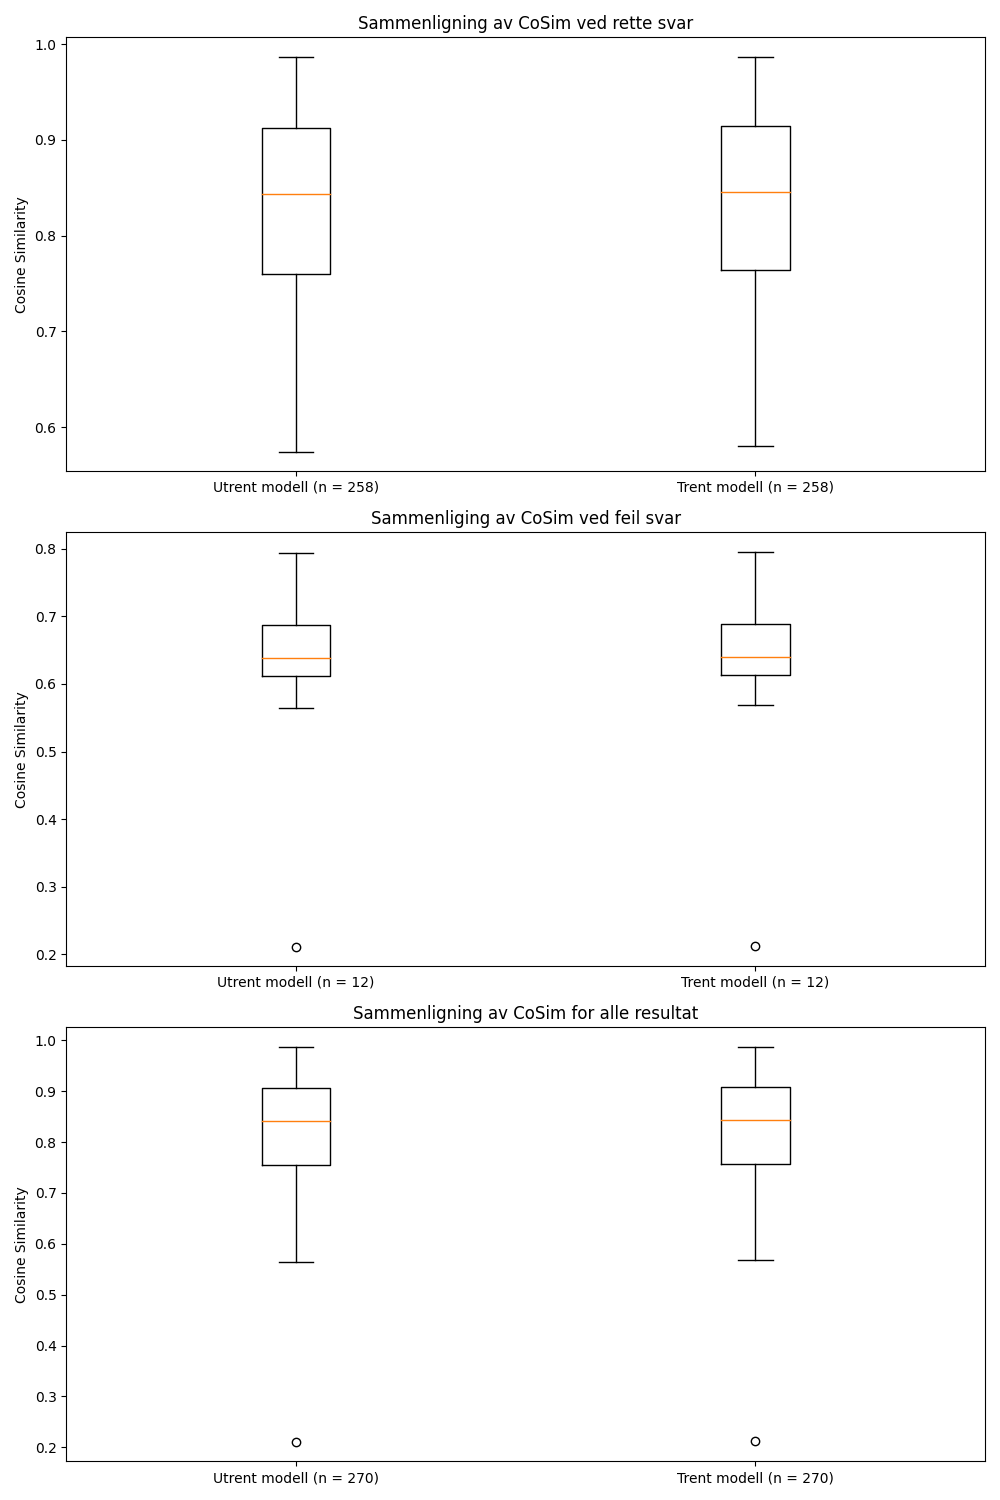 Sammenligning av CoSim ved rette svar
1.0
0.9
0.8
0.7
0.6
Cosine Similarity
Utrent modell (n = 258)
Trent modell (n = 258)
Sammenliging av CoSim ved feil svar
0.8
0.7
0.6
0.5
0.4
0.3
0.2
Cosine Similarity
Utrent modell (n = 12)
Trent modell (n = 12)
Sammenligning av CoSim for alle resultat
1.0
0.9
0.8
0.7
0.6
0.5
0.4
0.3
0.2
Cosine Similarity
Utrent modell (n = 270)
Trent modell (n = 270)